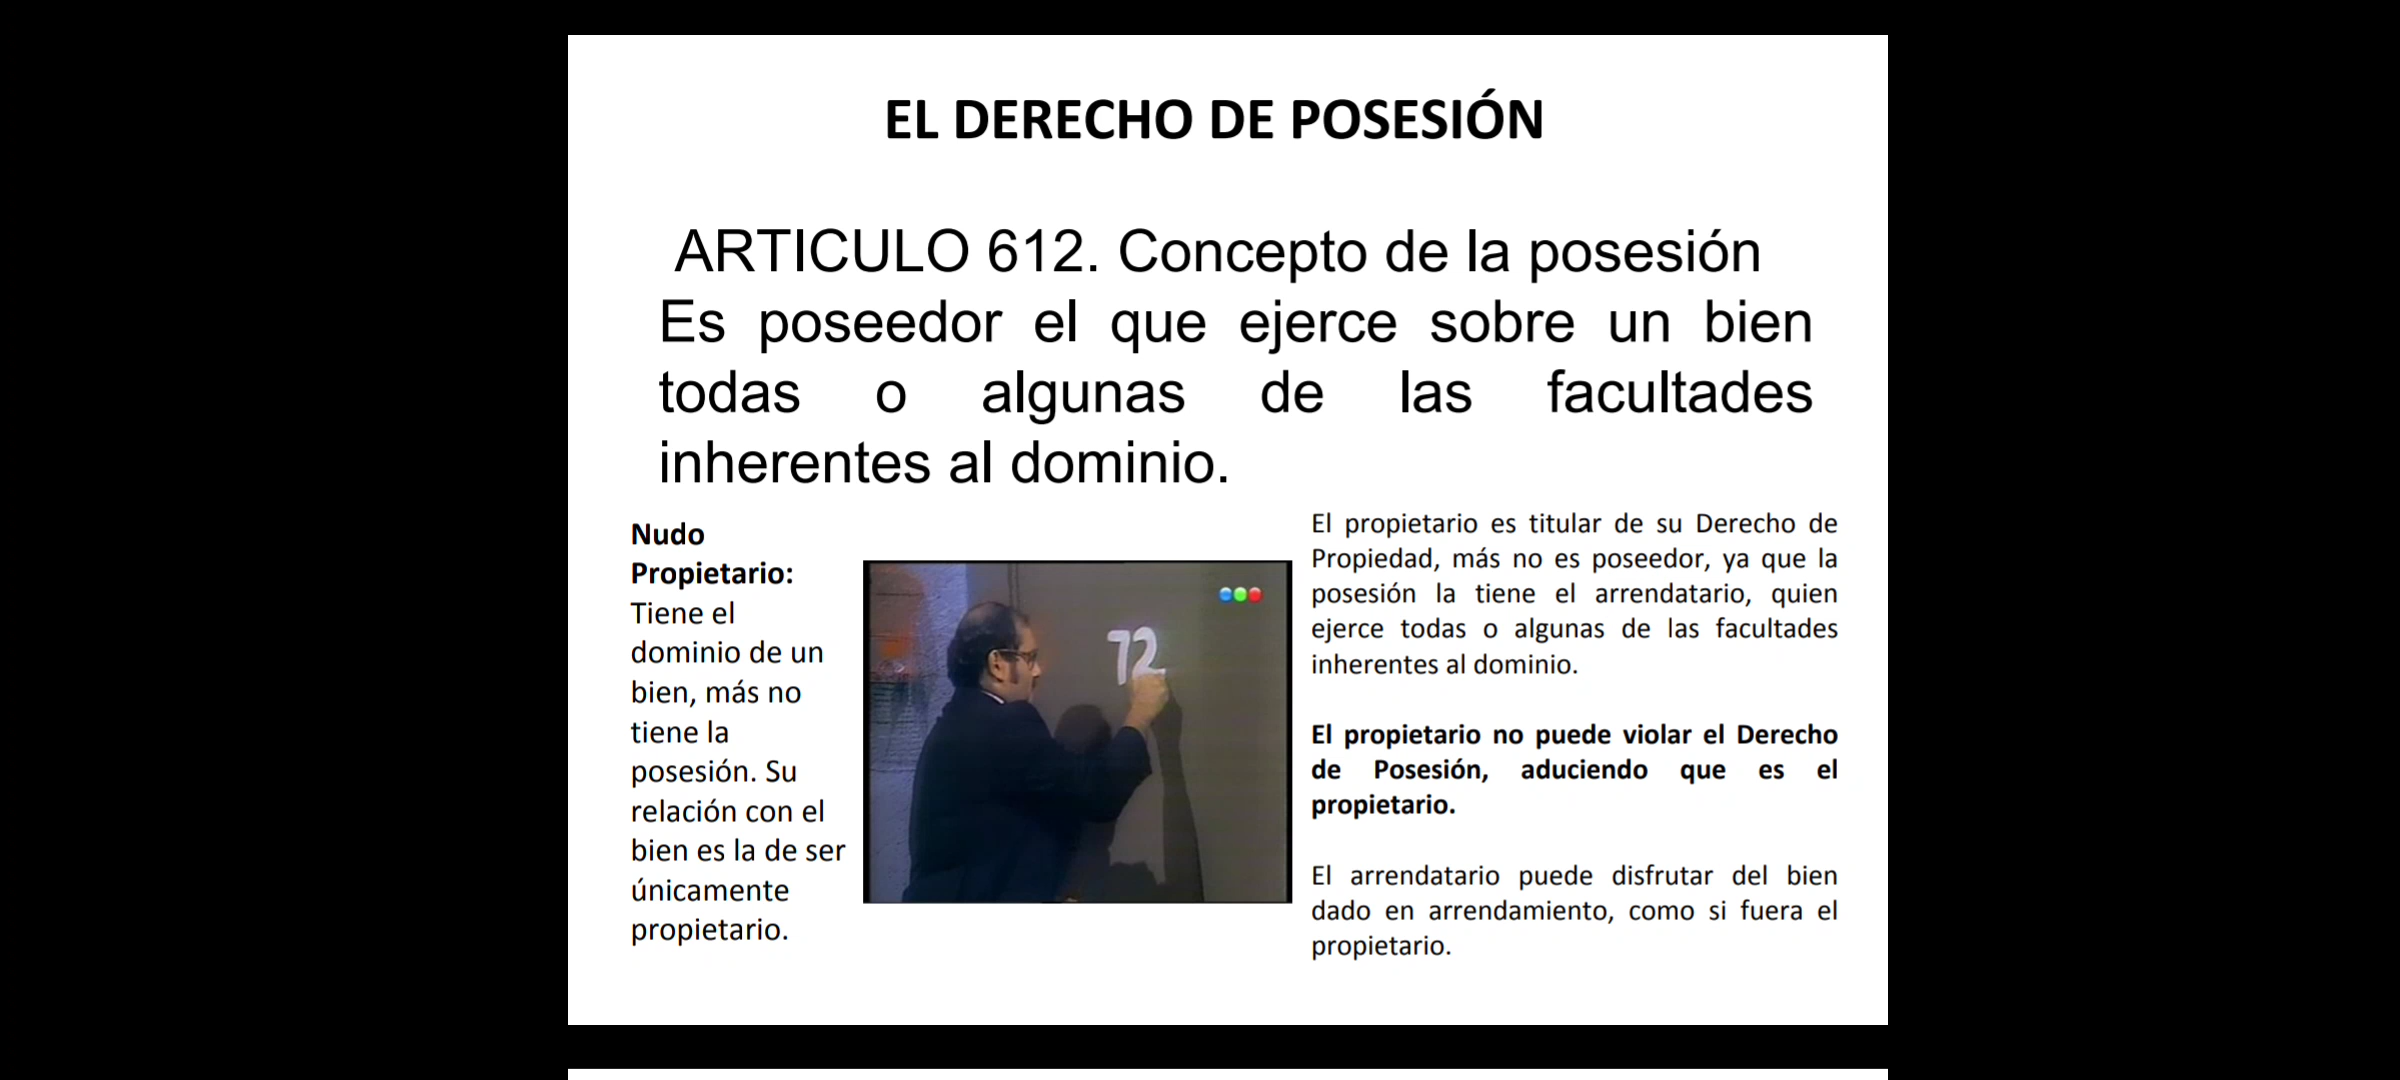 EL DERECHO DE POSESIÓN
ARTICULO 612. Concepto de la posesión
Es poseedor el que ejerce sobre un bien
todas o algunas de las facultades
inherentes al dominio.
Nudo
Propietario:
Tiene el
dominio de un
bien, más no
tiene la
posesión. Su
relación con el
bien es la de ser
únicamente
propietario.
72
El propietario es titular de su Derecho de
Propiedad, más no es poseedor, ya que la
posesión la tiene el arrendatario, quien
ejerce todas o algunas de las facultades
inherentes al dominio.
El propietario no puede violar el Derecho
de Posesión, aduciendo que es el
propietario.
El arrendatario puede disfrutar del bien
dado en arrendamiento, como si fuera el
propietario.